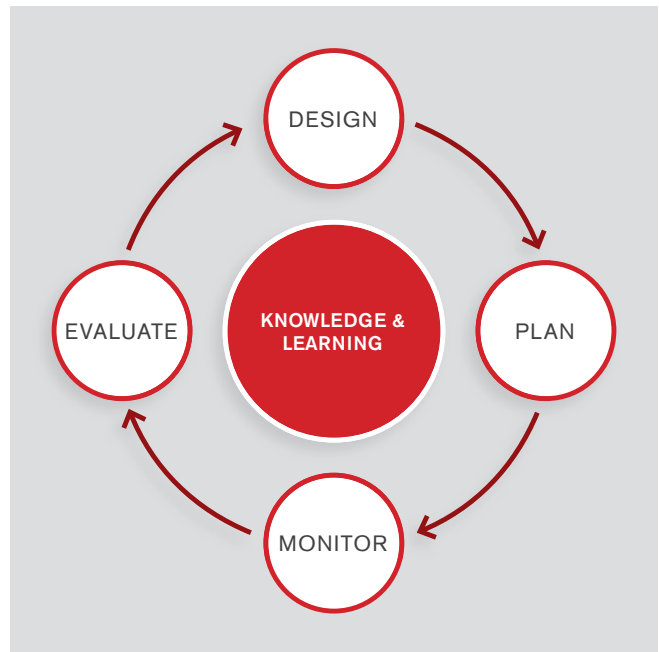 DESIGN
EVALUATE
KNOWLEDGE &
LEARNING
PLAN
MONITOR